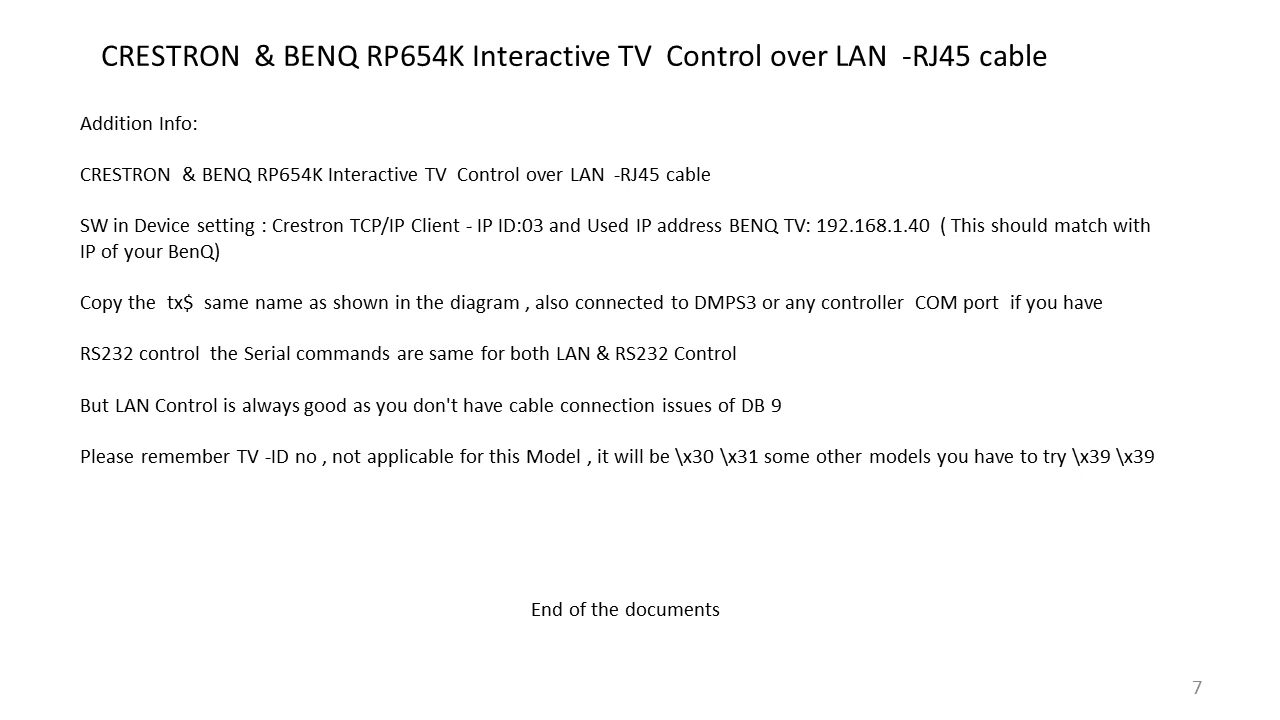 CRESTRON  & BENQ RP654K Interactive TV  Control over LAN  -RJ45 cable
Addition Info:
CRESTRON  & BENQ RP654K Interactive TV  Control over LAN  -RJ45 cable
SW in Device setting : Crestron TCP/IP Client - IP ID:03 and Used IP address BENQ TV: 192.168.1.40  ( This should match with
IP of your BenQ)
Copy the  tx$  same name as shown in the diagram , also connected to DMPS3 or any controller  COM port  if you have
RS232 control  the Serial commands are same for both LAN & RS232 Control
But LAN Control is always good as you don't have cable connection issues of DB 9
Please remember TV -ID no , not applicable for this Model , it will be \x30 \x31 some other models you have to try \x39 \x39
End of the documents
7